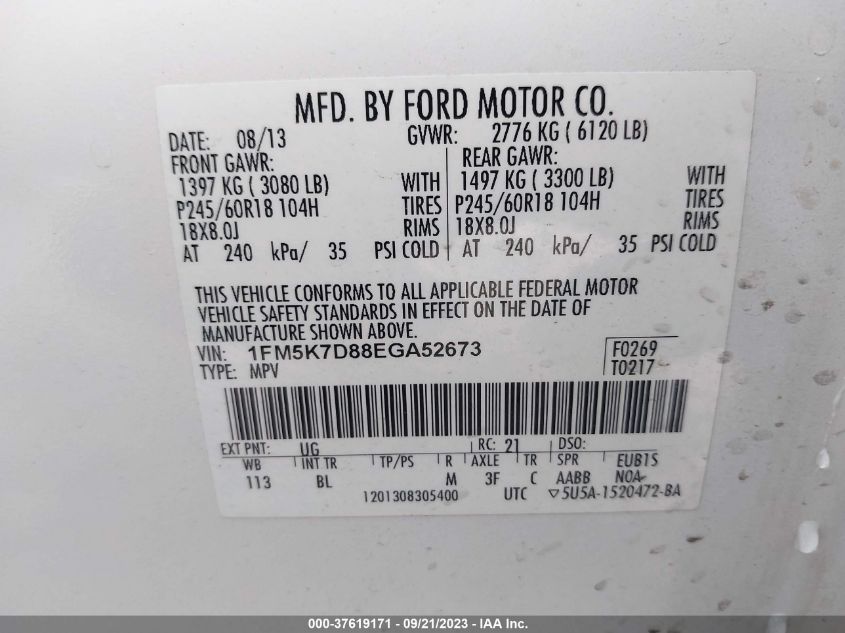 MFD. BY FORD MOTOR CO.
DATE: 08/13 GVWR: 2776 KG ( 6120 LB)
FRONT GAWR: REAR GAWR:
1397 KG ( 3080 LB) WITH 1497 KG ( 3300 LB) WITH
P245/60R18 104H TIRES P245/60R18 104H TIRES
18X8.0J RIMS 18X8.0J RIMS
AT 240 kPa/ 35 PSI COLD AT 240 kPa/ 35 PSI COLD
THIS VEHICLE CONFORMS TO ALL APPLICABLE FEDERAL MOTOR
VEHICLE SAFETY STANDARDS IN EFFECT ON THE DATE OF
MANUFACTURE SHOWN ABOVE.
VIN: 1FM5K7D88EGA52673 F0269
TYPE: MPV T0217
EXT PNT: UG RC: 21 DSO:
WB INT TR TP/PS R AXLE TR SPR EUB1S
113 BL M 3F C AABB NOA
1201308305400 UTC ▽5U5A-1520472-BA
000-37619171 - 09/21/2023 - IAA Inc.